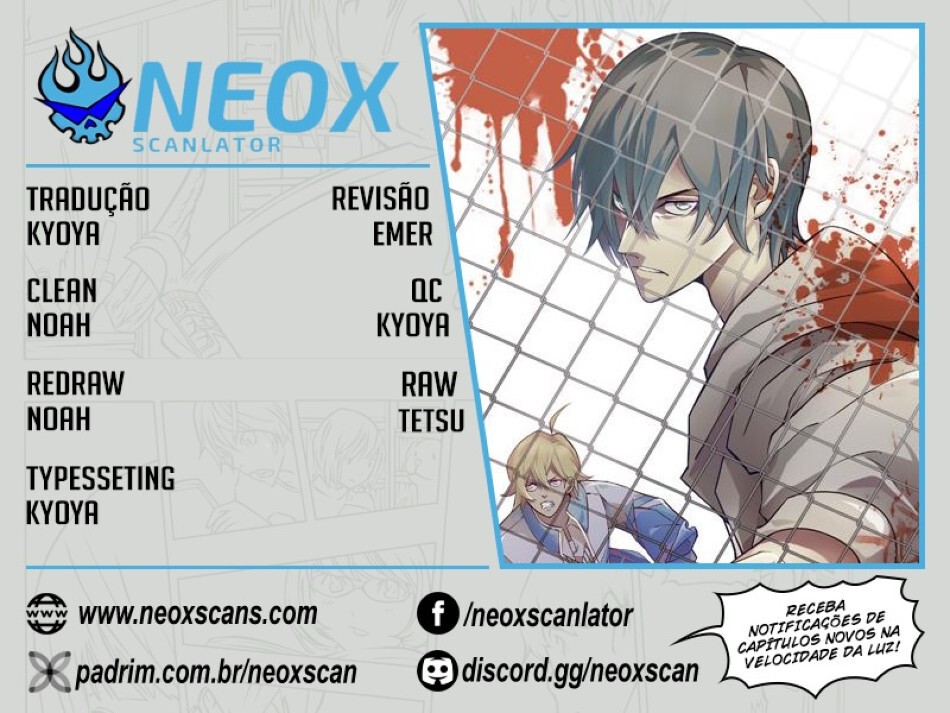 NEOX
SCANLATOR
TRADUÇÃO
KYOYA
REVISÃO
EMER
CLEAN
NOAH
QC
KYOYA
REDRAW
NOAH
RAW
TETSU
TYPESSETING
KYOYA
www.neoxscans.com
/neoxscanlator
padrim.com.br/neoxscan
discord.gg/neoxscan
RECEBA
NOTIFICAÇÕES DE
CAPÍTULOS NOVOS NA
VELOCIDADE DA LUZ!